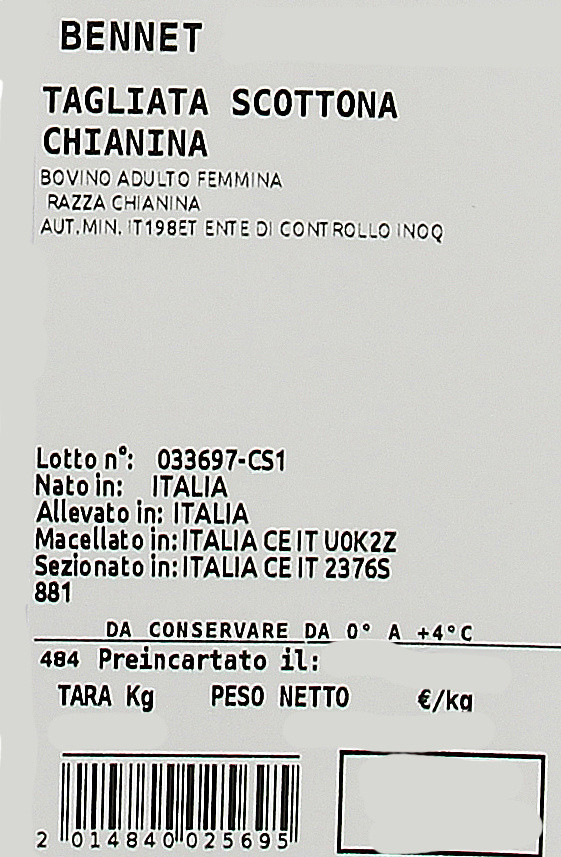 BENNET
TAGLIATA SCOTTONA
CHIANINA
BOVINO ADULTO FEMMINA
RAZZA CHIANINA
AUT.MIN. IT198ET ENTE DI CONTROLLO INOQ
Lotto n°: 033697-CS1
Nato in: ITALIA
Allevato in: ITALIA
Macellato in: ITALIA CE IT U0K2Z
Sezionato in: ITALIA CE IT 2376S
881
DA CONSERVARE DA 0° A +4°C
484 Preincartato il:
TARA Kg PESO NETTO €/kg
2 014840 025695